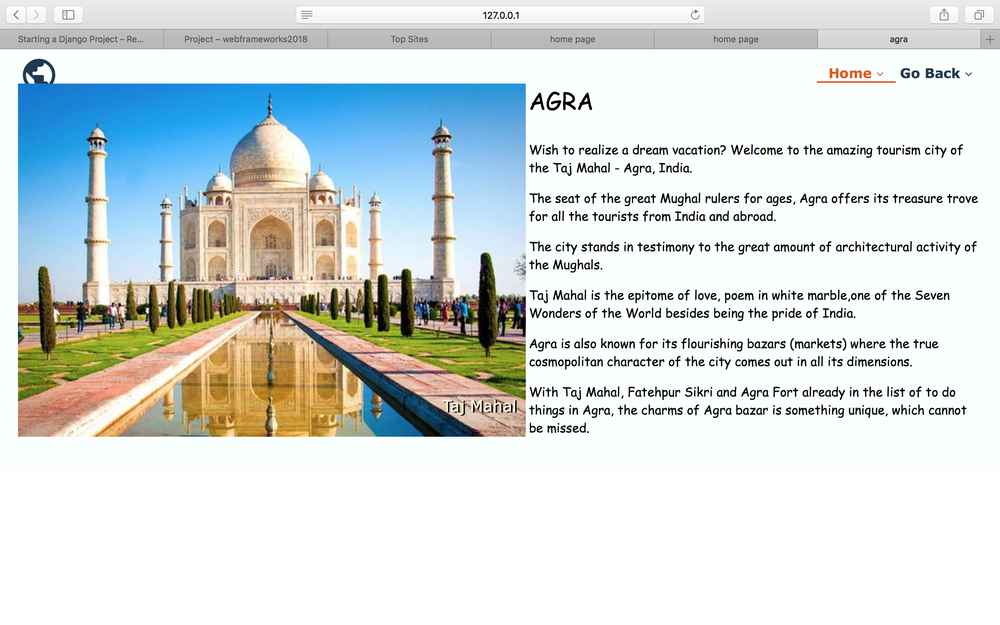 127.0.0.1
Starting a Django Project – Re...
Project – webframeworks2018
Top Sites
home page
home page
agra
Home
Go Back
AGRA
Wish to realize a dream vacation? Welcome to the amazing tourism city of
the Taj Mahal - Agra, India.
The seat of the great Mughal rulers for ages, Agra offers its treasure trove
for all the tourists from India and abroad.
The city stands in testimony to the great amount of architectural activity of
the Mughals.
Taj Mahal is the epitome of love, poem in white marble,one of the Seven
Wonders of the World besides being the pride of India.
Agra is also known for its flourishing bazars (markets) where the true
cosmopolitan character of the city comes out in all its dimensions.
With Taj Mahal, Fatehpur Sikri and Agra Fort already in the list of to do
things in Agra, the charms of Agra bazar is something unique, which cannot
be missed.
Taj Mahal